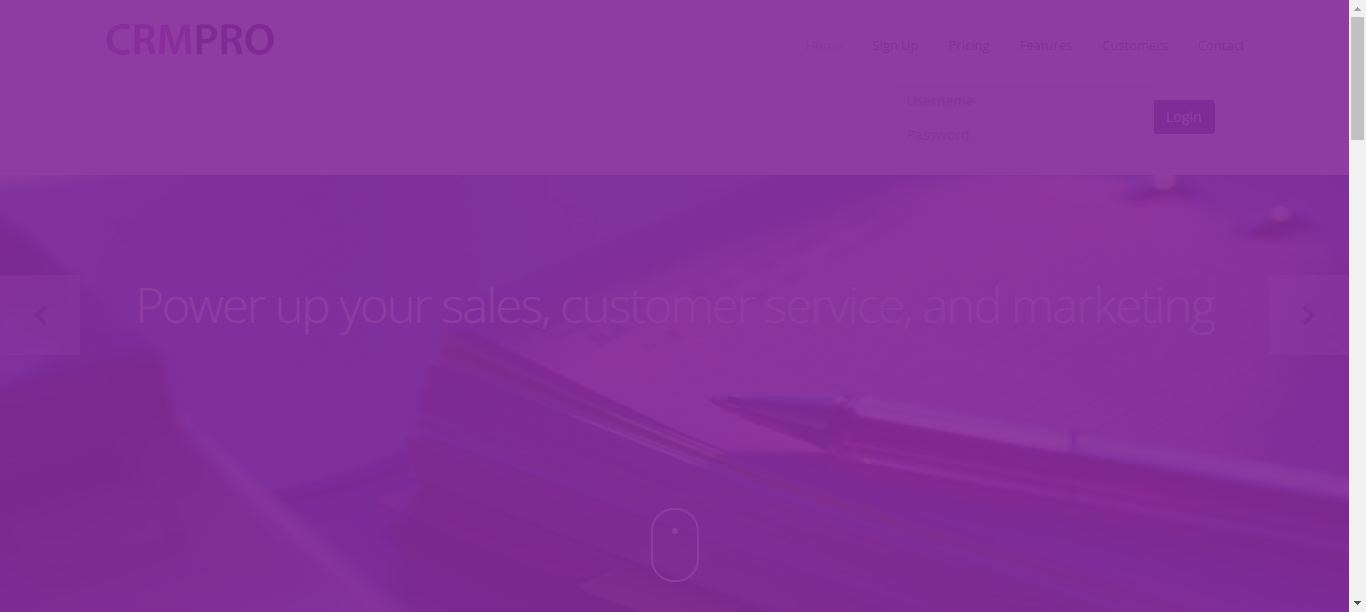 CRMPRO
Home Sign Up Pricing Features Customers Contact
Username
Login
Password
Power up your sales, customer service, and marketing